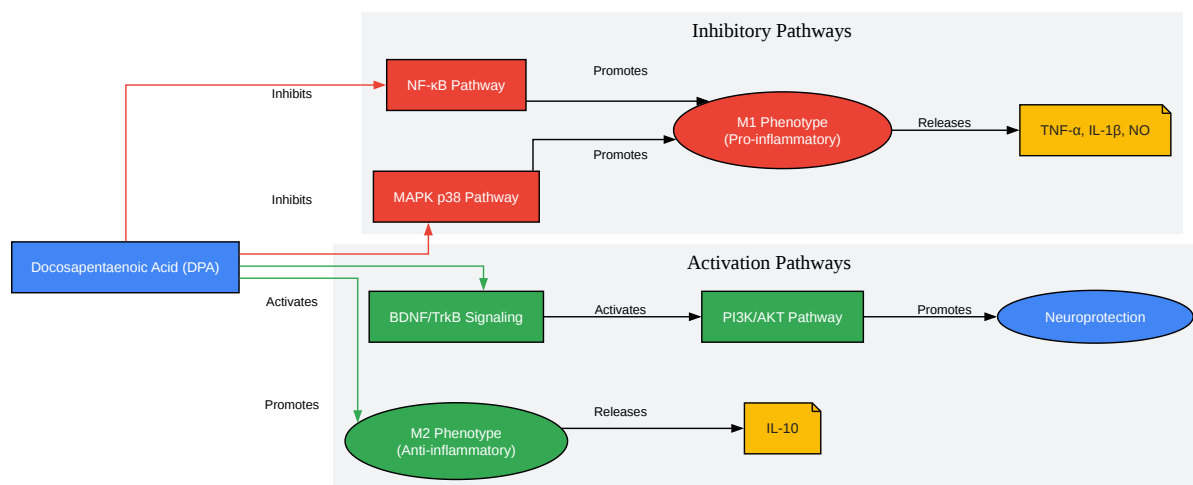 Inhibitory Pathways
NF-κB Pathway
Promotes
Inhibits
M1 Phenotype
(Pro-inflammatory)
Releases
TNF-α, IL-1β, NO
Promotes
MAPK p38 Pathway
Inhibits
Docosapentaenoic Acid (DPA)
Activation Pathways
Activates
BDNF/TrkB Signaling
Activates
PI3K/AKT Pathway
Promotes
Neuroprotection
Promotes
M2 Phenotype
(Anti-inflammatory)
Releases
IL-10